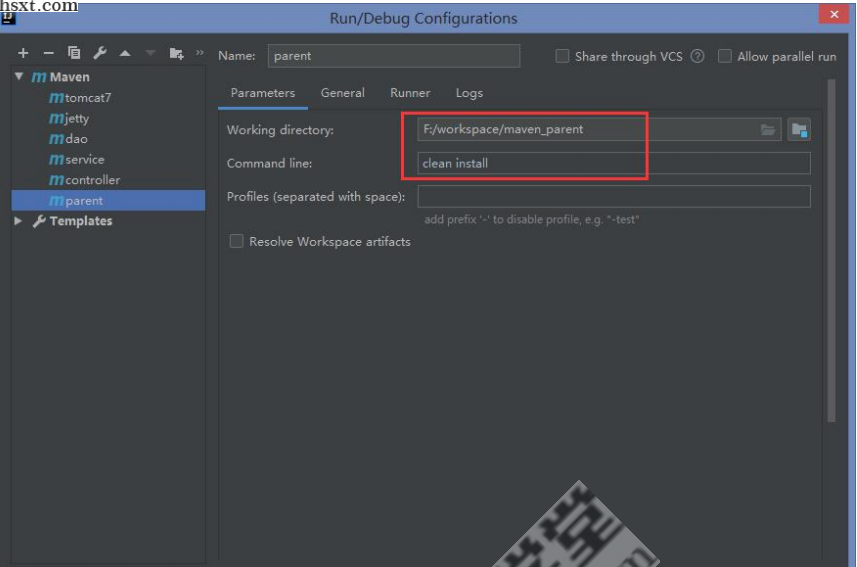 hsxt.com
Run/Debug Configurations
Name: parent
Share through VCS
Allow parallel run
Maven
tomcat7
jetty
dao
service
controller
parent
Templates
Parameters General Runner Logs
Working directory: F:/workspace/maven_parent
Command line: clean install
Profiles (separated with space):
add prefix '-' to disable profile, e.g. "-test"
Resolve Workspace artifacts